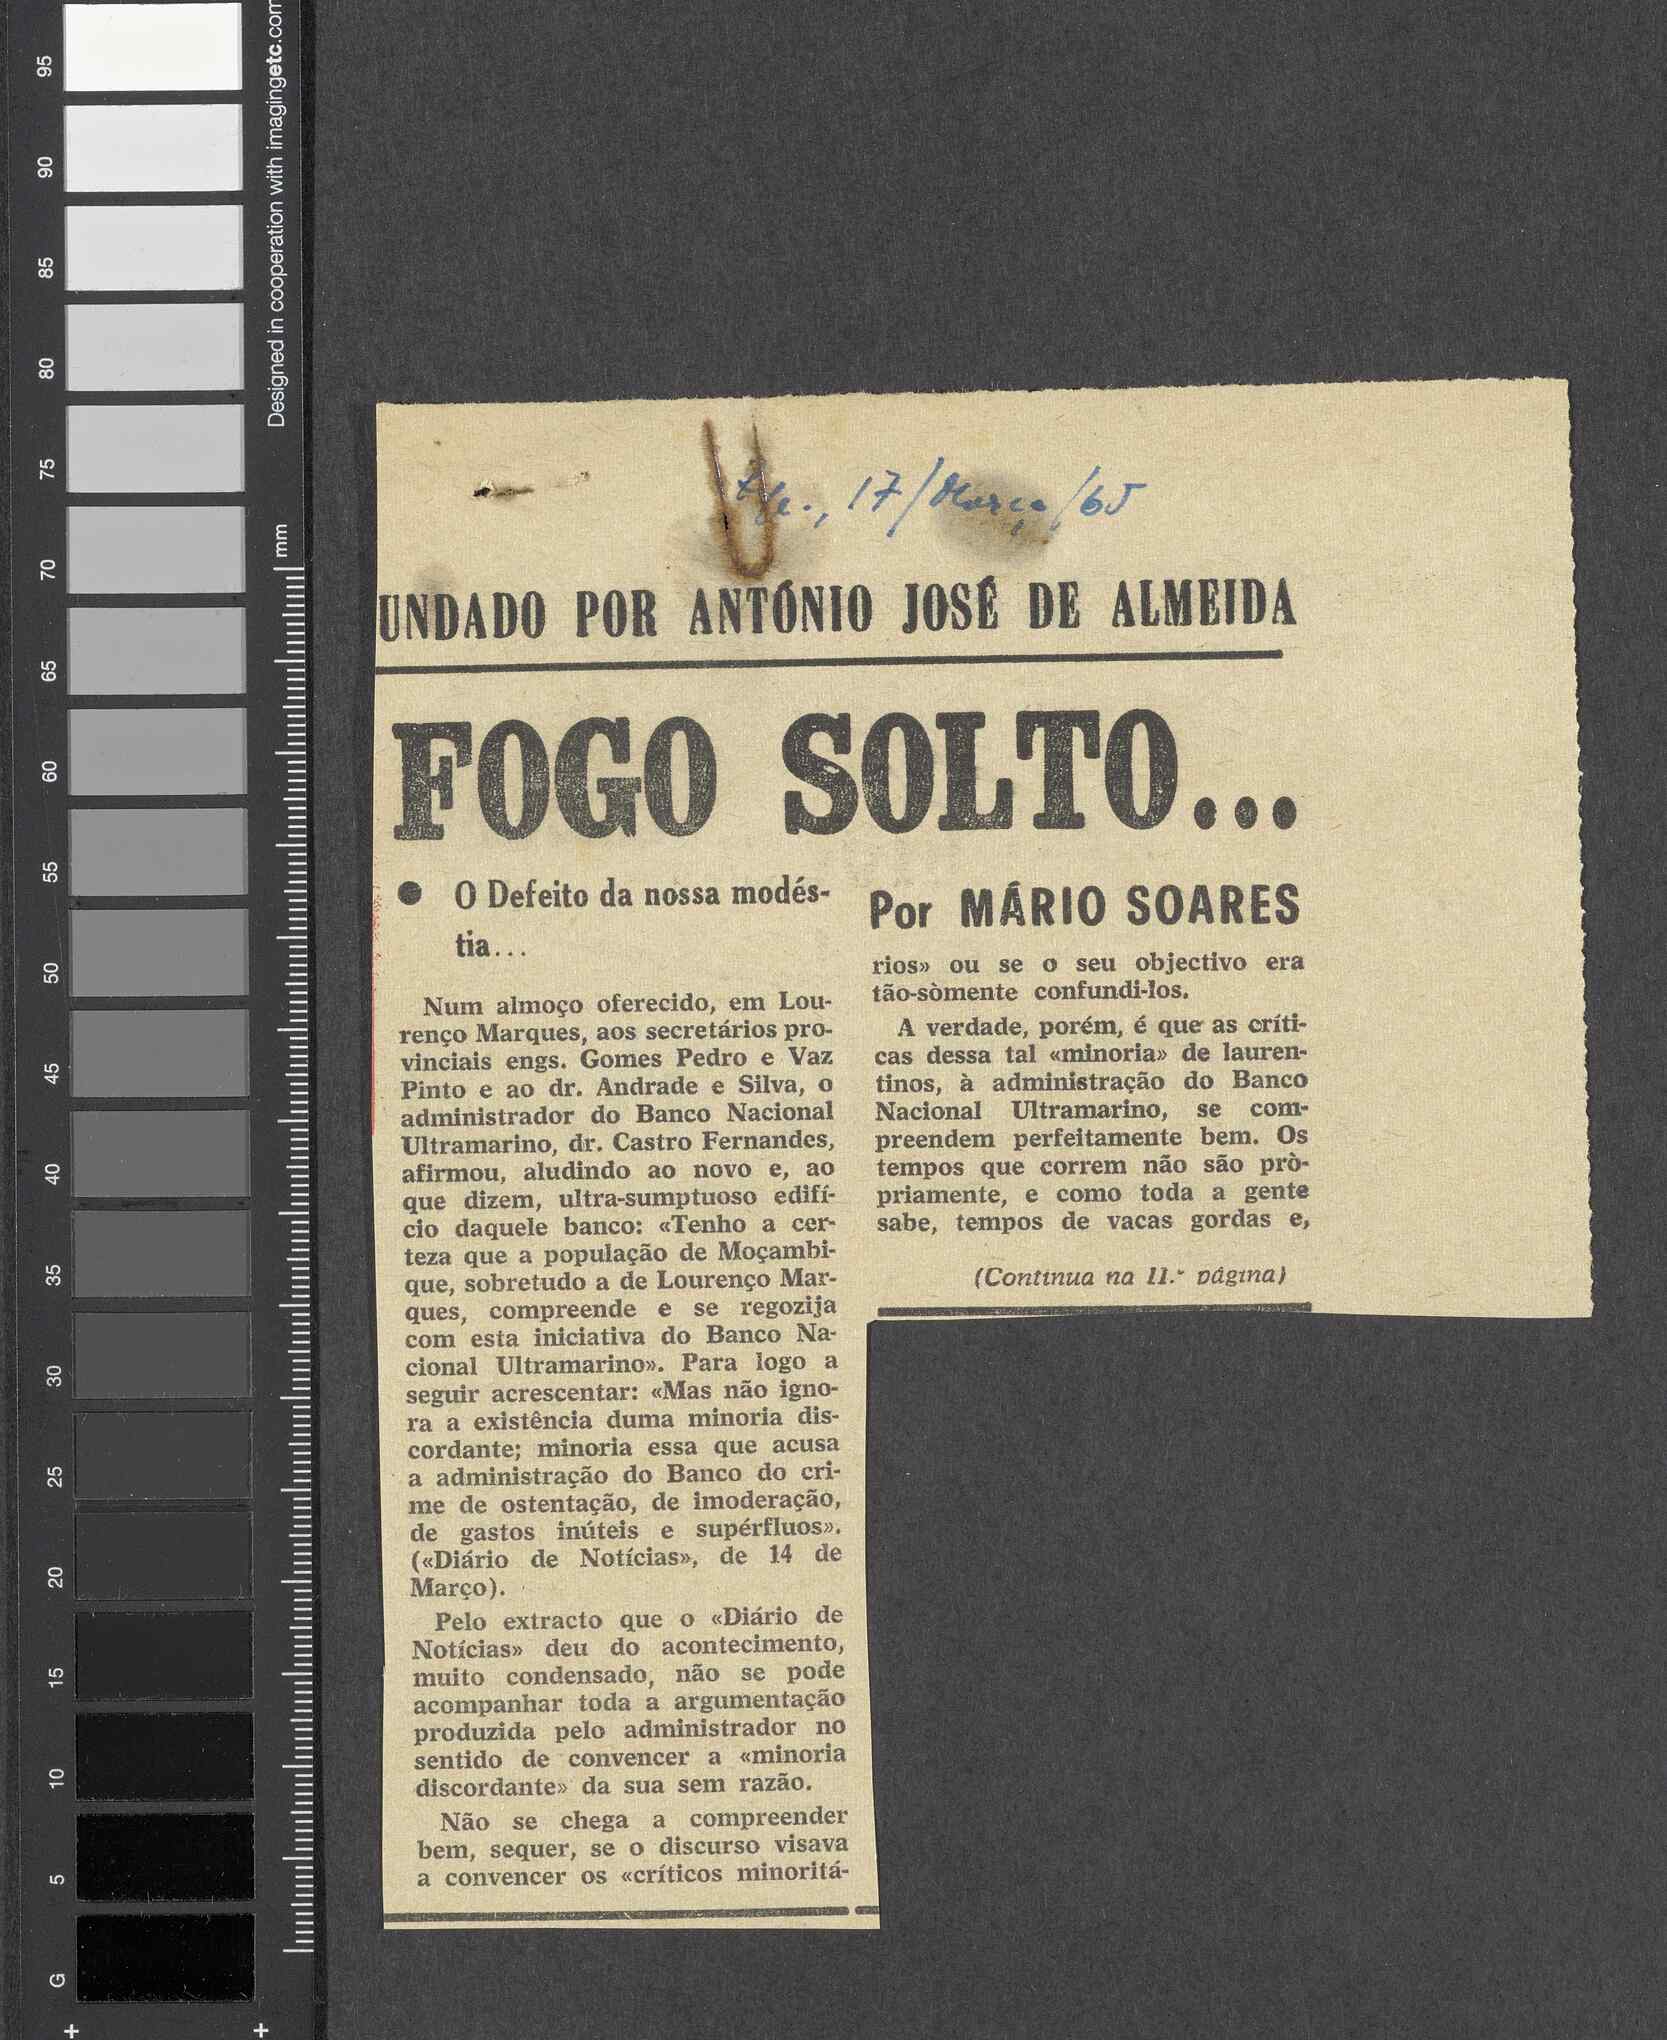 95
90
85
80
75
70
65
60
55
50
45
40
35
30
25
20
15
10
5
G
Designed in cooperation with imagingetc.com
mm
17/Março/65
UNDADO POR ANTÓNIO JOSÉ DE ALMEIDA
FOGO SOLTO...
● O Defeito da nossa modés-
tia...
Num almoço oferecido, em Lou-
renço Marques, aos secretários pro-
vinciais engs. Gomes Pedro e Vaz
Pinto e ao dr. Andrade e Silva, o
administrador do Banco Nacional
Ultramarino, dr. Castro Fernandes,
afirmou, aludindo ao novo e, ao
que dizem, ultra-sumptuoso edifí-
cio daquele banco: «Tenho a cer-
teza que a população de Moçambi-
que, sobretudo a de Lourenço Mar-
ques, compreende e se regozija
com esta iniciativa do Banco Na-
cional Ultramarino». Para logo a
seguir acrescentar: «Mas não igno-
ra a existência duma minoria dis-
cordante; minoria essa que acusa
a administração do Banco do cri-
me de ostentação, de imoderação,
de gastos inúteis e supérfluos».
(«Diário de Notícias», de 14 de
Março).
Pelo extracto que o «Diário de
Notícias» deu do acontecimento,
muito condensado, não se pode
acompanhar toda a argumentação
produzida pelo administrador no
sentido de convencer a «minoria
discordante» da sua sem razão.
Não se chega a compreender
bem, sequer, se o discurso visava
a convencer os «críticos minoritá-
Por MÁRIO SOARES
rios» ou se o seu objectivo era
tão-sòmente confundi-los.
A verdade, porém, é que as críti-
cas dessa tal «minoria» de lauren-
tinos, à administração do Banco
Nacional Ultramarino, se com-
preendem perfeitamente bem. Os
tempos que correm não são prò-
priamente, e como toda a gente
sabe, tempos de vacas gordas e,
(Continua na 11.ª página)